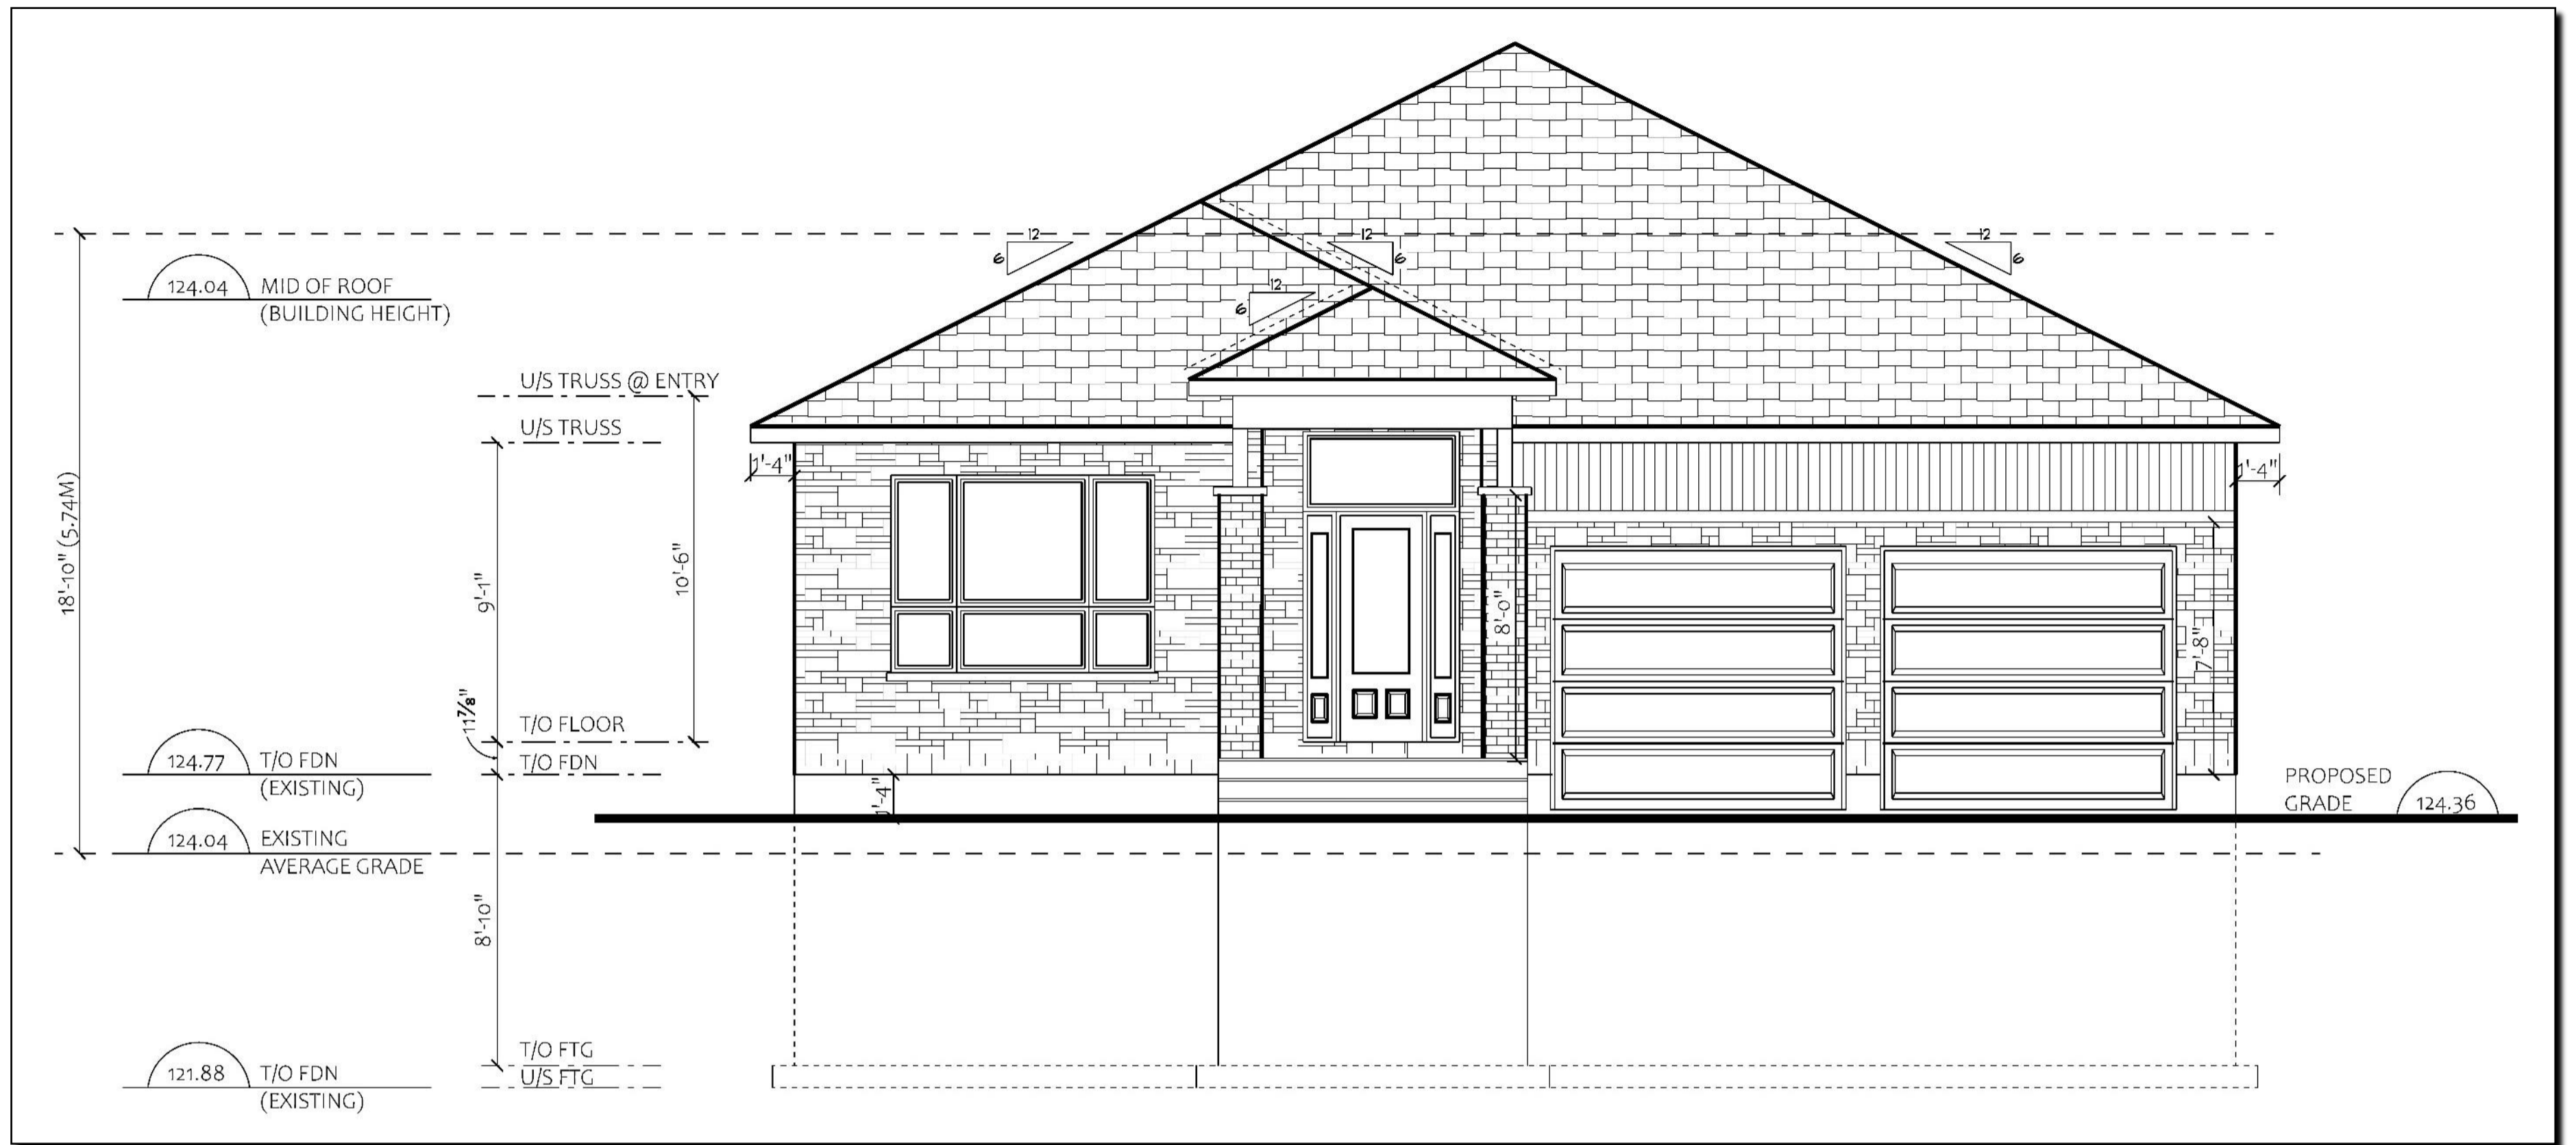 12
6
12
6
12
6
12
6
124.04 MID OF ROOF
(BUILDING HEIGHT)
U/S TRUSS @ ENTRY
U/S TRUSS
1'-4"
1'-4"
18'-10" (5.74M)
9'-1"
10'-6"
8'-0"
7'-8"
11⅞"
T/O FLOOR
124.77 T/O FDN
(EXISTING)
T/O FDN
1'-4"
PROPOSED
GRADE 124.36
124.04 EXISTING
AVERAGE GRADE
8'-10"
T/O FTG
U/S FTG
121.88 T/O FDN
(EXISTING)